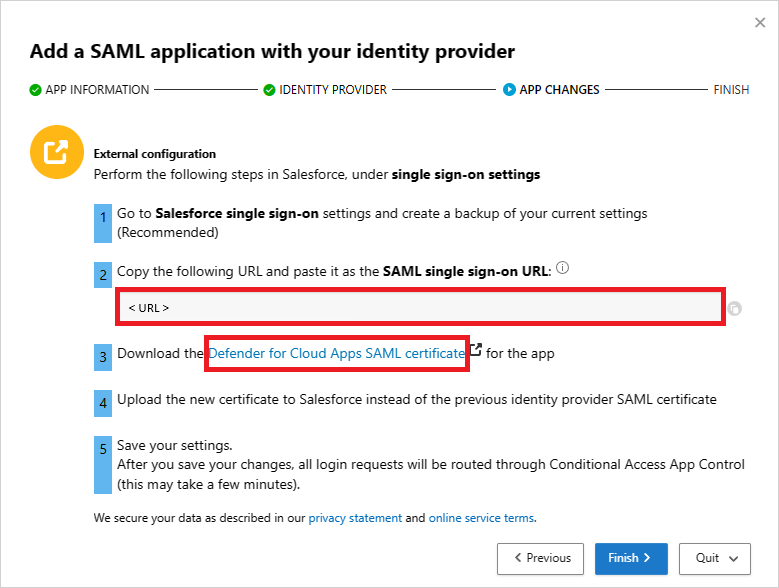 Add a SAML application with your identity provider
APP INFORMATION
IDENTITY PROVIDER
APP CHANGES
FINISH
External configuration
Perform the following steps in Salesforce, under single sign-on settings
1
Go to Salesforce single sign-on settings and create a backup of your current settings
(Recommended)
2
Copy the following URL and paste it as the SAML single sign-on URL:
< URL >
3
Download the Defender for Cloud Apps SAML certificate for the app
4
Upload the new certificate to Salesforce instead of the previous identity provider SAML certificate
5
Save your settings.
After you save your changes, all login requests will be routed through Conditional Access App Control
(this may take a few minutes).
We secure your data as described in our privacy statement and online service terms.
Previous
Finish
Quit